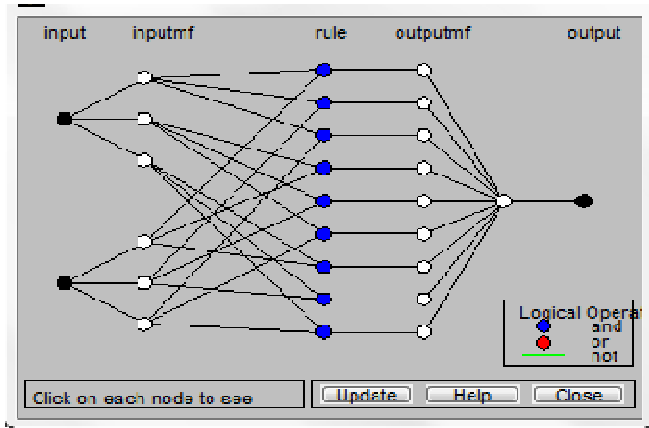 input inputmf rule outputmf output
Logical Operat
and
or
not
Click on each node to see
Update Help Close